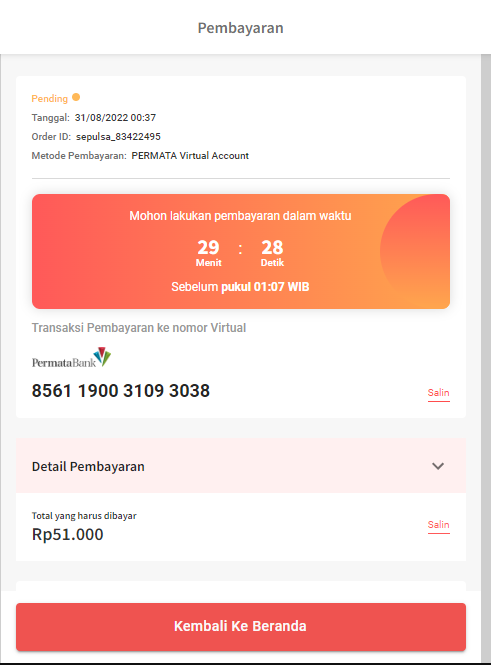 Pembayaran
Pending
Tanggal: 31/08/2022 00:37
Order ID: sepulsa_83422495
Metode Pembayaran: PERMATA Virtual Account
Mohon lakukan pembayaran dalam waktu
29 : 28
Menit Detik
Sebelum pukul 01:07 WIB
Transaksi Pembayaran ke nomor Virtual
PermataBank
8561 1900 3109 3038
Salin
Detail Pembayaran
Total yang harus dibayar
Rp51.000
Salin
Kembali Ke Beranda